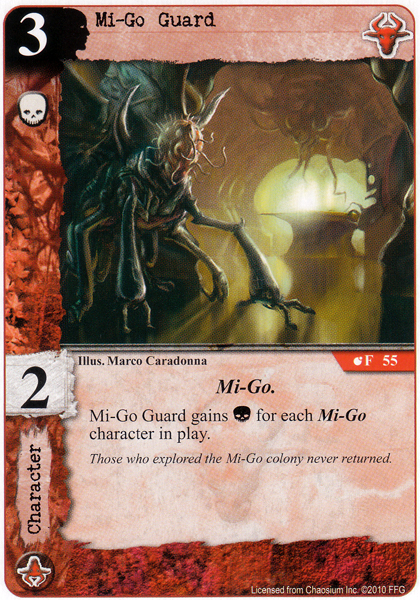 3
Mi-Go Guard
Illus. Marco Caradonna
F 55
2
Mi-Go.
Mi-Go Guard gains for each Mi-Go
character in play.
Those who explored the Mi-Go colony never returned.
Character
Licensed from Chaosium Inc. ©2010 FFG